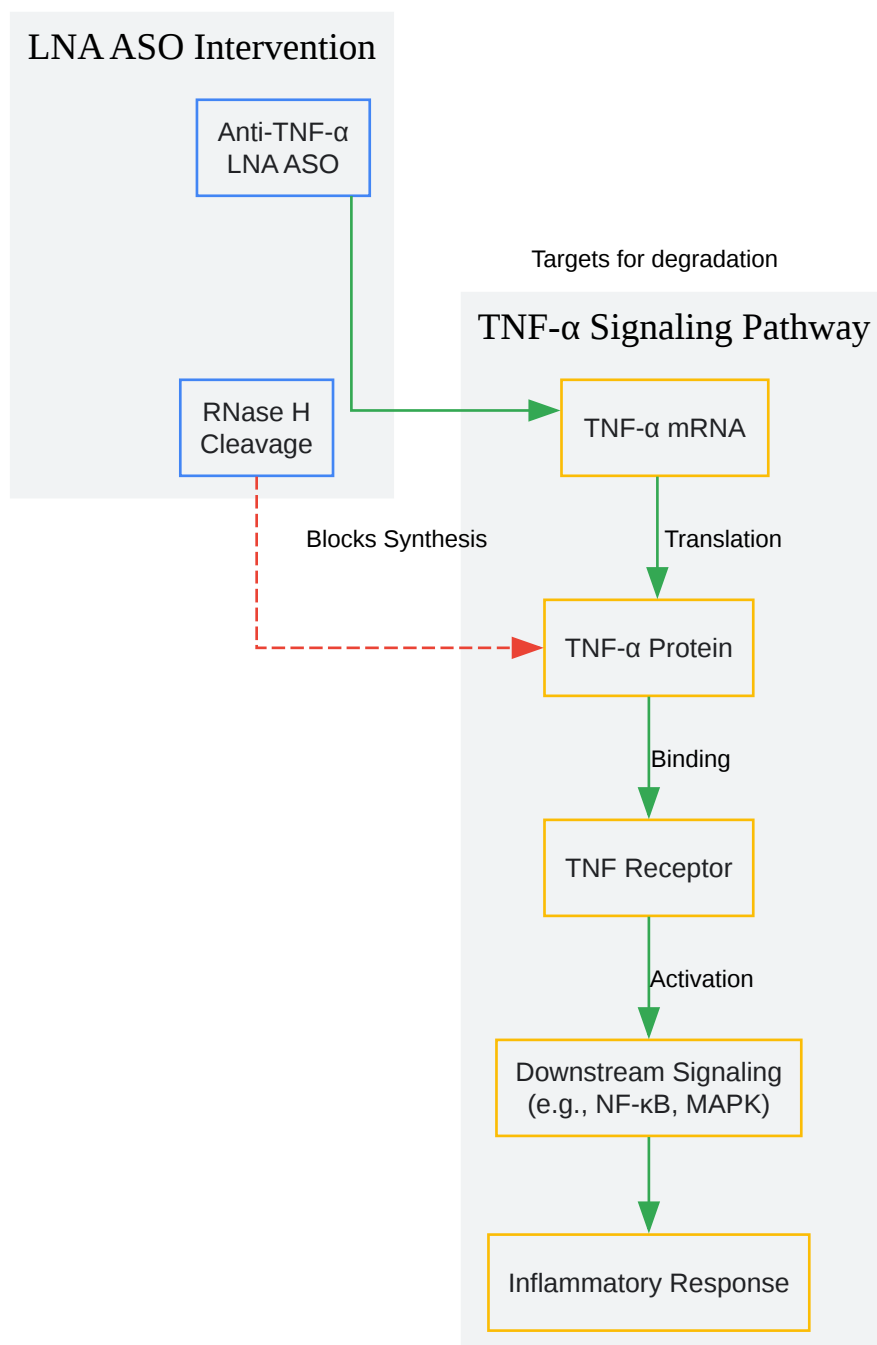 LNA ASO Intervention
Anti-TNF-α
LNA ASO
Targets for degradation
TNF-α Signaling Pathway
RNase H
Cleavage
TNF-α mRNA
Blocks Synthesis
Translation
TNF-α Protein
Binding
TNF Receptor
Activation
Downstream Signaling
(e.g., NF-κB, MAPK)
Inflammatory Response